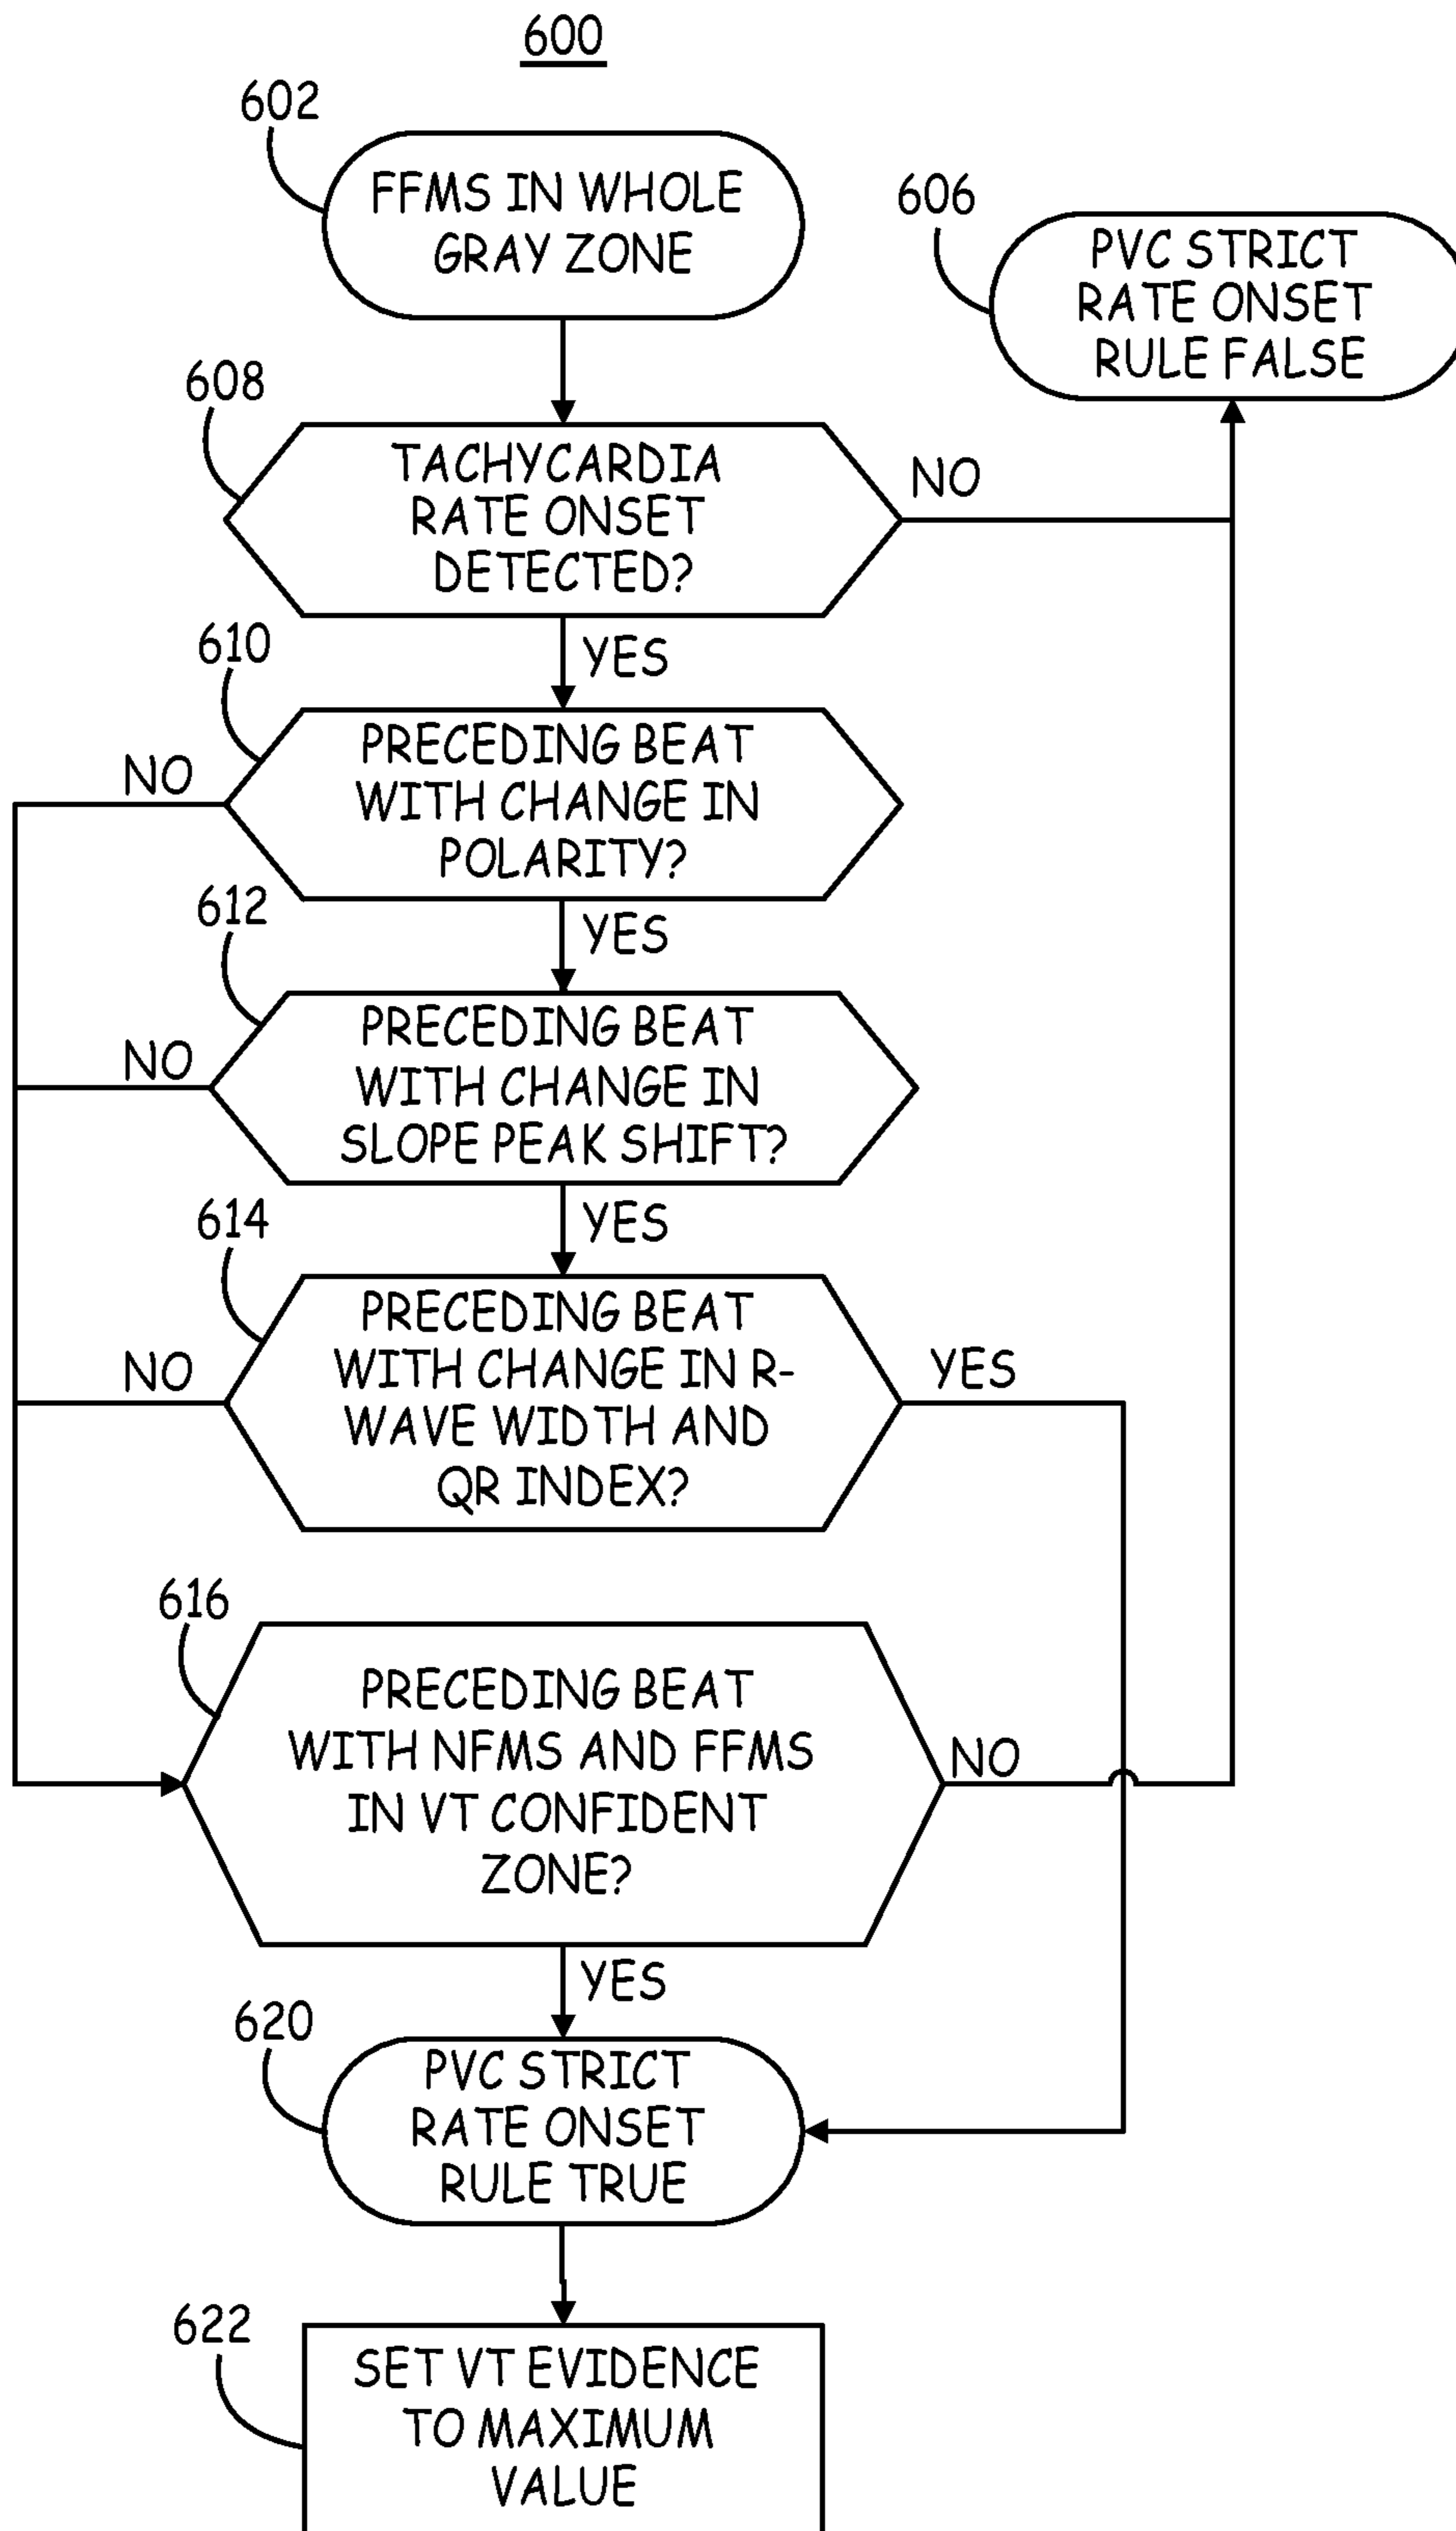 600
602
FFMS IN WHOLE
GRAY ZONE
606
PVC STRICT
RATE ONSET
RULE FALSE
608
TACHYCARDIA
RATE ONSET
DETECTED?
NO
YES
610
PRECEDING BEAT
WITH CHANGE IN
POLARITY?
NO
YES
612
PRECEDING BEAT
WITH CHANGE IN
SLOPE PEAK SHIFT?
NO
YES
614
PRECEDING BEAT
WITH CHANGE IN R-
WAVE WIDTH AND
QR INDEX?
NO
YES
616
PRECEDING BEAT
WITH NFMS AND FFMS
IN VT CONFIDENT
ZONE?
NO
YES
620
PVC STRICT
RATE ONSET
RULE TRUE
622
SET VT EVIDENCE
TO MAXIMUM
VALUE